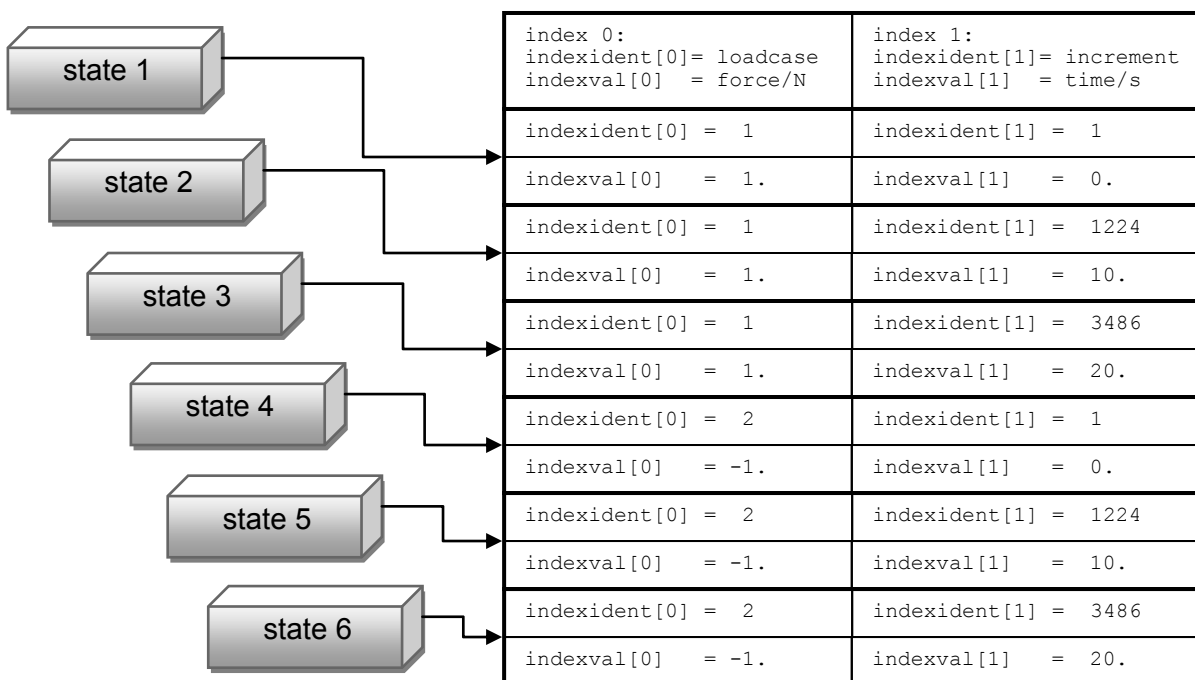 index 0:
indexident[0]= loadcase
indexval[0]  = force/N
index 1:
indexident[1]= increment
indexval[1]  = time/s
state 1
indexident[0] =  1
indexident[1] =  1
indexval[0]   =  1.
indexval[1]   =  0.
state 2
indexident[0] =  1
indexident[1] =  1224
indexval[0]   =  1.
indexval[1]   =  10.
state 3
indexident[0] =  1
indexident[1] =  3486
indexval[0]   =  1.
indexval[1]   =  20.
state 4
indexident[0] =  2
indexident[1] =  1
indexval[0]   = -1.
indexval[1]   =  0.
state 5
indexident[0] =  2
indexident[1] =  1224
indexval[0]   = -1.
indexval[1]   =  10.
state 6
indexident[0] =  2
indexident[1] =  3486
indexval[0]   = -1.
indexval[1]   =  20.